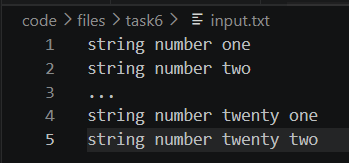 code > files > task6 > input.txt
1 string number one
2 string number two
3 ...
4 string number twenty one
5 string number twenty two